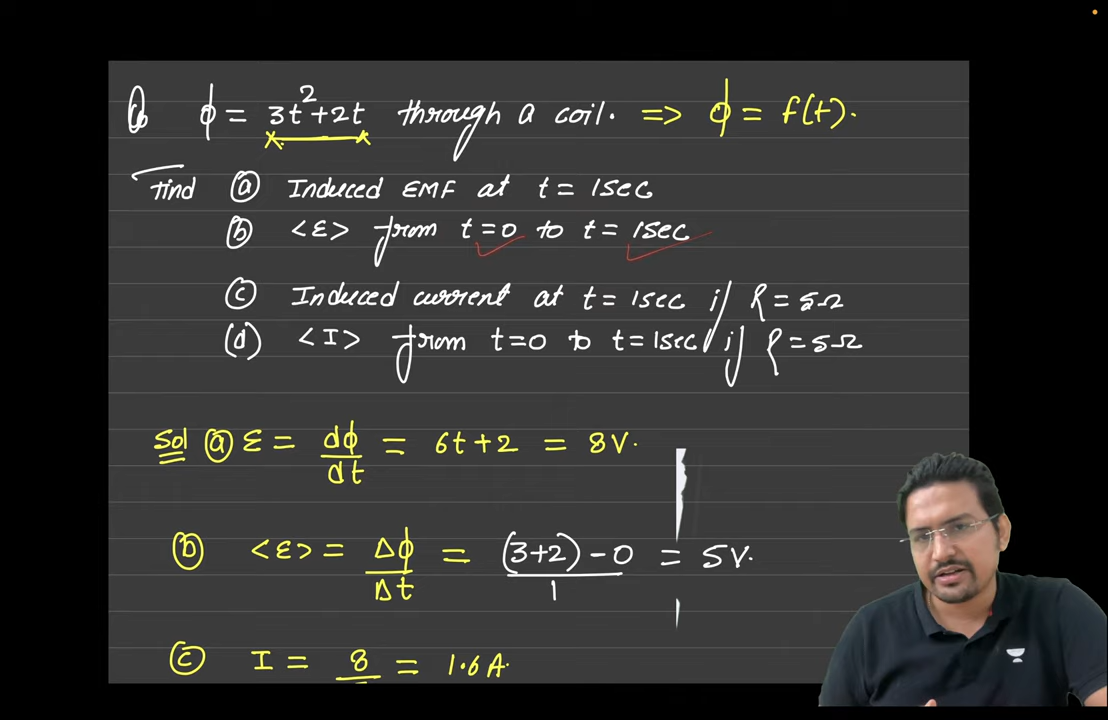 Q ϕ = 3t²+2t through a coil. => ϕ = f(t).
Find ⓐ Induced EMF at t = 1sec
ⓑ <ε> from t=0 to t= 1sec
ⓒ Induced current at t= 1sec if R = 5Ω
(d) <I> from t=0 to t=1sec if R=5Ω
Sol ⓐ ε = dϕ/dt = 6t+2 = 8V.
ⓑ <ε> = Δϕ/Δt = (3+2)-0/1 = 5V.
ⓒ I = 8 = 1.6A.